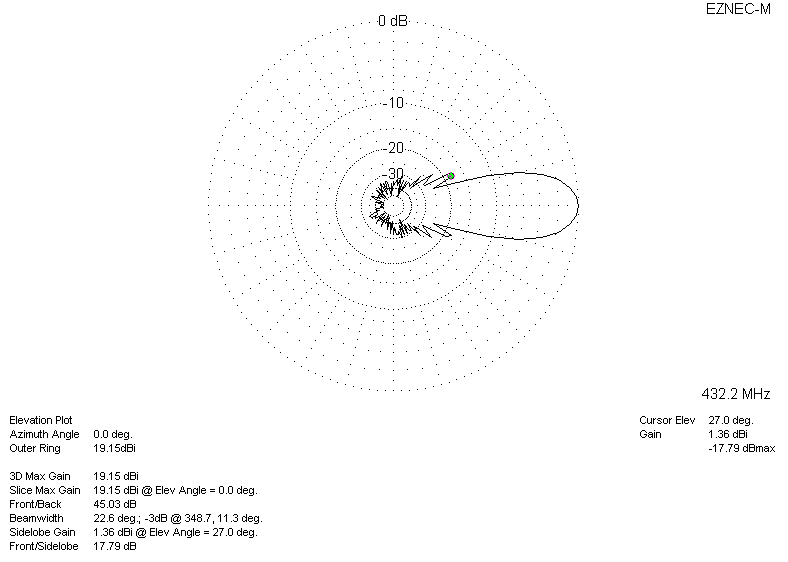 EZNEC-M
0 dB
-10
-20
-30
432.2 MHz
Elevation Plot
Azimuth Angle 0.0 deg.
Outer Ring 19.15dBi
Cursor Elev 27.0 deg.
Gain 1.36 dBi
-17.79 dBmax
3D Max Gain 19.15 dBi
Slice Max Gain 19.15 dBi @ Elev Angle = 0.0 deg.
Front/Back 45.03 dB
Beamwidth 22.6 deg.; -3dB @ 348.7, 11.3 deg.
Sidelobe Gain 1.36 dBi @ Elev Angle = 27.0 deg.
Front/Sidelobe 17.79 dB